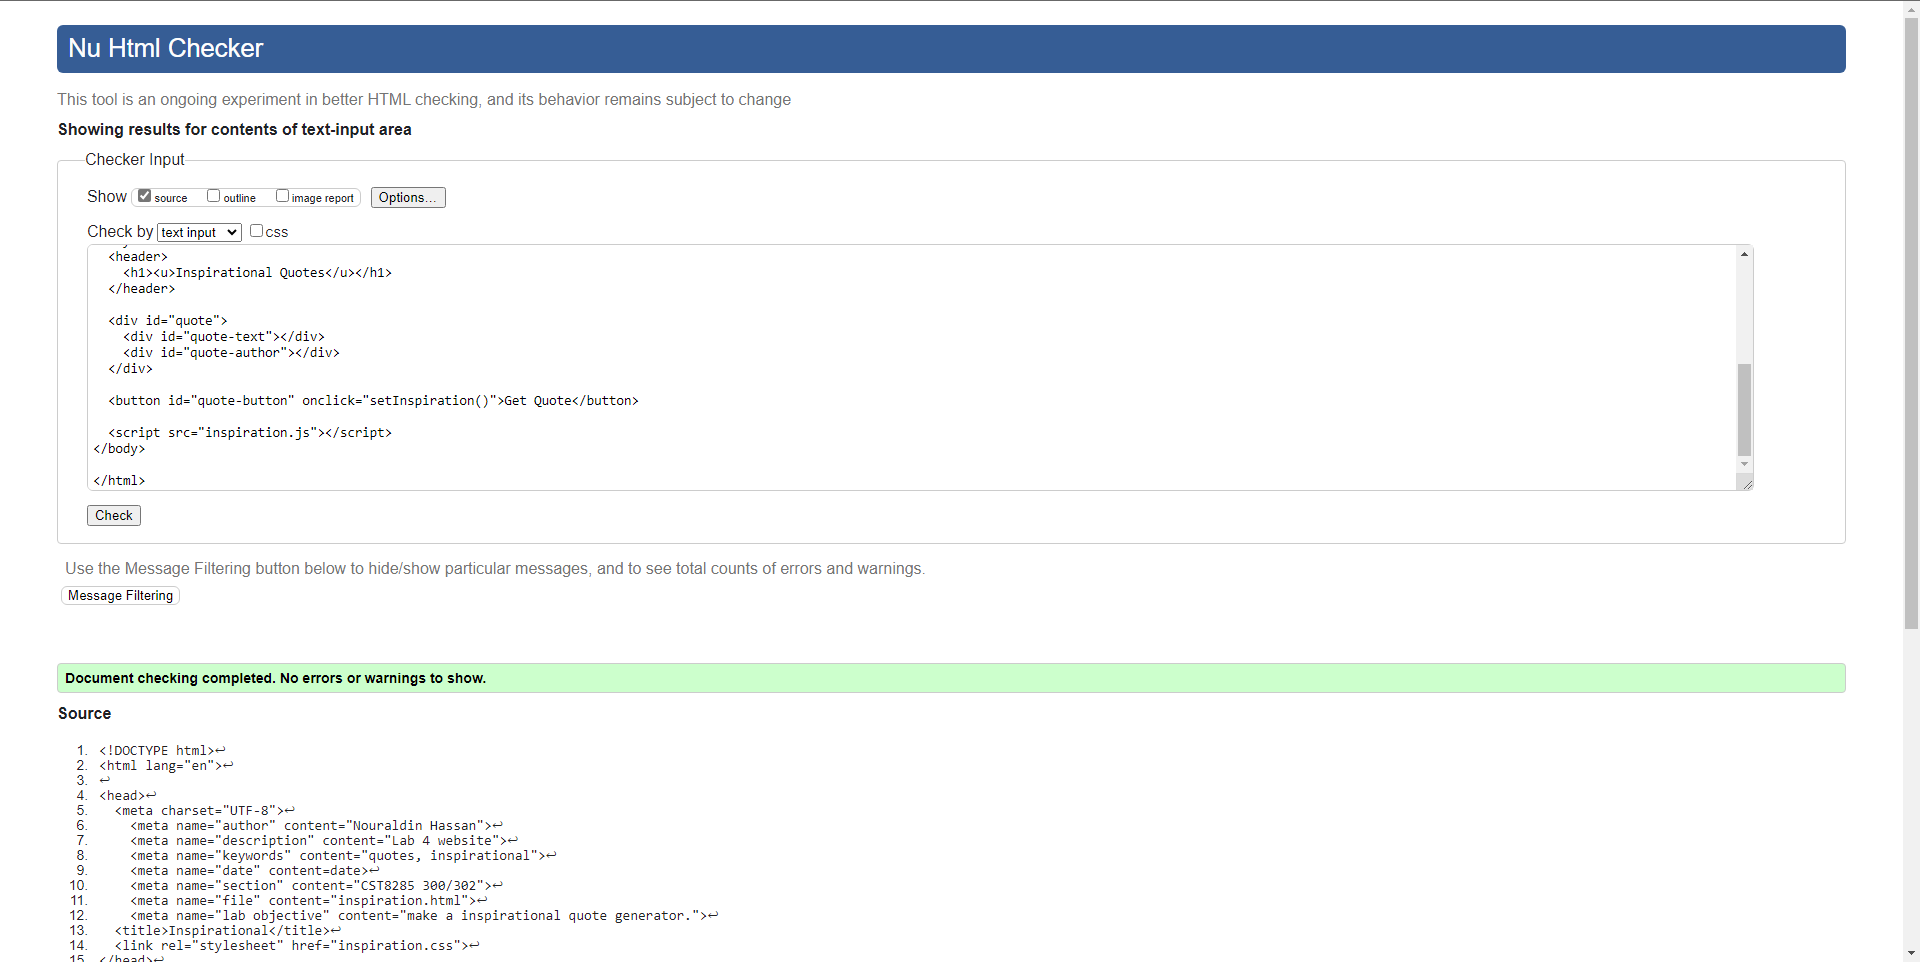 Nu Html Checker
This tool is an ongoing experiment in better HTML checking, and its behavior remains subject to change
Showing results for contents of text-input area
Checker Input
Show source outline image report Options...
Check by text input css
<header>
<h1><u>Inspirational Quotes</u></h1>
</header>
<div id="quote">
<div id="quote-text"></div>
<div id="quote-author"></div>
</div>
<button id="quote-button" onclick="setInspiration()">Get Quote</button>
<script src="inspiration.js"></script>
</body>
</html>
Check
Use the Message Filtering button below to hide/show particular messages, and to see total counts of errors and warnings.
Message Filtering
Document checking completed. No errors or warnings to show.
Source
1. <!DOCTYPE html>↩
2. <html lang="en">↩
3. ↩
4. <head>↩
5. <meta charset="UTF-8">↩
6. <meta name="author" content="Nouraldin Hassan">↩
7. <meta name="description" content="Lab 4 website">↩
8. <meta name="keywords" content="quotes, inspirational">↩
9. <meta name="date" content=date>↩
10. <meta name="section" content="CST8285 300/302">↩
11. <meta name="file" content="inspiration.html">↩
12. <meta name="lab objective" content="make a inspirational quote generator.">↩
13. <title>Inspirational</title>↩
14. <link rel="stylesheet" href="inspiration.css">↩
15. </head>↩